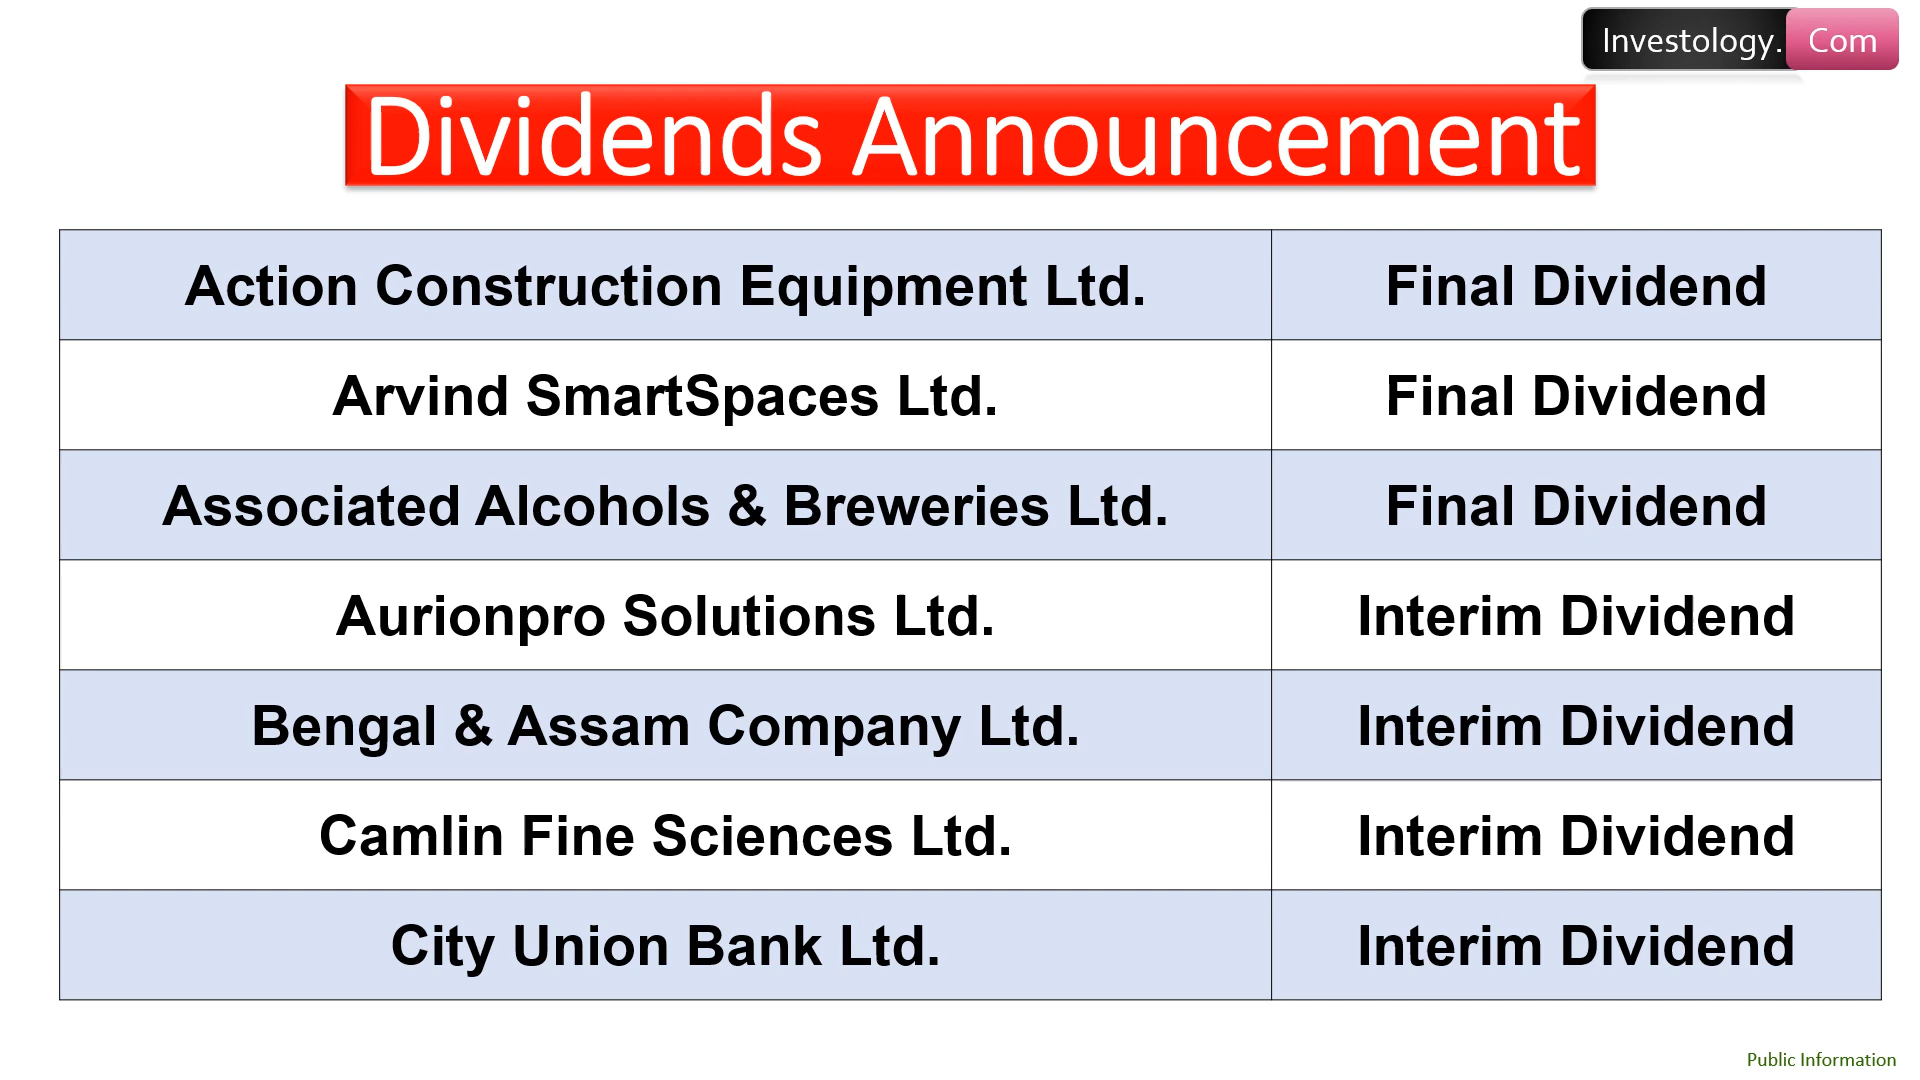 Investology. Com
Dividends Announcement
Action Construction Equipment Ltd. Final Dividend
Arvind SmartSpaces Ltd. Final Dividend
Associated Alcohols & Breweries Ltd. Final Dividend
Aurionpro Solutions Ltd. Interim Dividend
Bengal & Assam Company Ltd. Interim Dividend
Camlin Fine Sciences Ltd. Interim Dividend
City Union Bank Ltd. Interim Dividend
Public Information